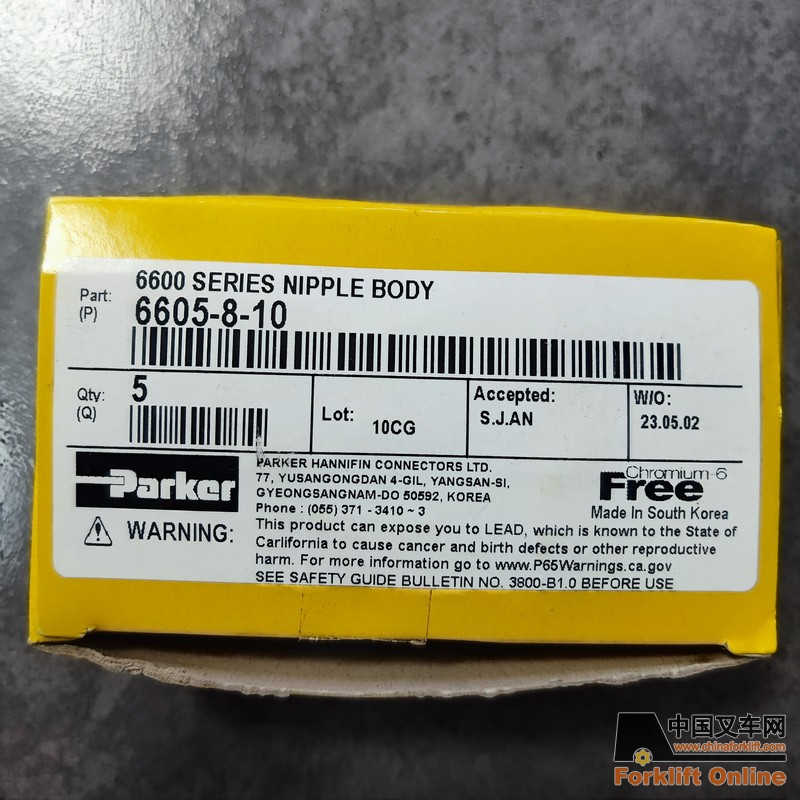 Part:
(P)
6600 SERIES NIPPLE BODY
6605-8-10
Qty:
(Q)
5
Lot: 10CG
Accepted:
S.J.AN
W/O:
23.05.02
Parker
PARKER HANNIFIN CONNECTORS LTD.
77, YUSANGONGDAN 4-GIL, YANGSAN-SI,
GYEONGSANGNAM-DO 50592, KOREA
Phone : (055) 371 - 3410 ~ 3
Chromium-6
Free
Made In South Korea
WARNING:
This product can expose you to LEAD, which is known to the State of
Carlifornia to cause cancer and birth defects or other reproductive
harm. For more information go to www.P65Warnings.ca.gov
SEE SAFETY GUIDE BULLETIN NO. 3800-B1.0 BEFORE USE
中国叉车网
www.chinaforklift.com
Forklift Online